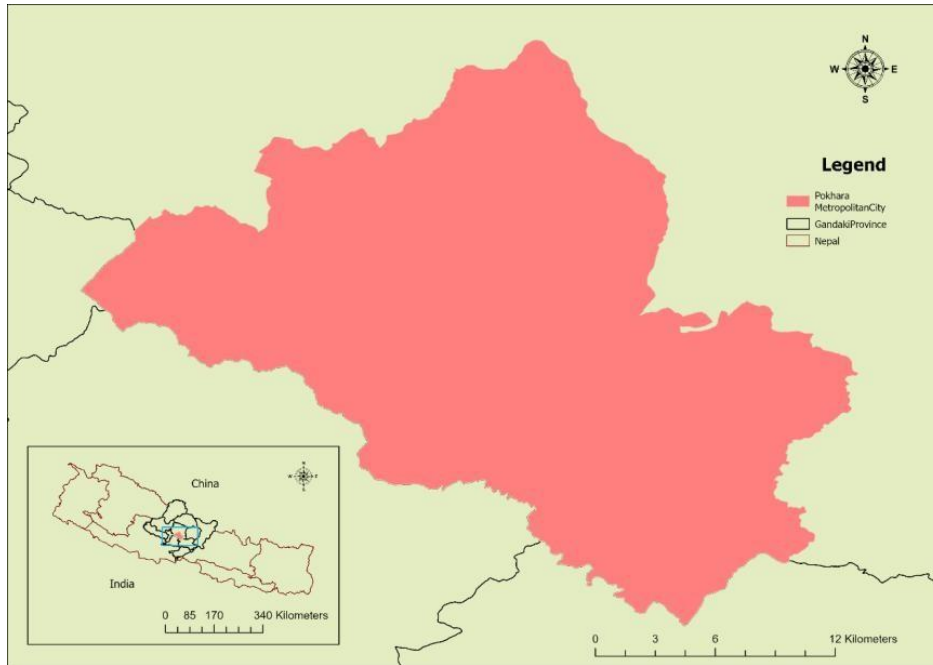 N
W E
S
Legend
Pokhara
MetropolitanCity
GandakiProvince
Nepal
N
W E
S
China
India
0 85 170 340 Kilometers
0 3 6 12 Kilometers